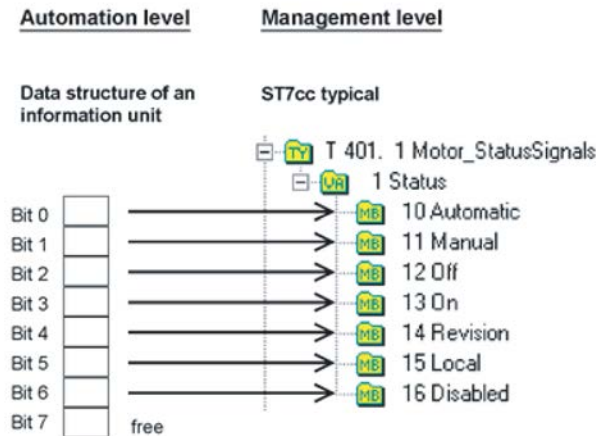 Automation level
Management level
Data structure of an
information unit
ST7cc typical
TY T 401. 1 Motor_StatusSignals
VA 1 Status
Bit 0
MB 10 Automatic
Bit 1
MB 11 Manual
Bit 2
MB 12 Off
Bit 3
MB 13 On
Bit 4
MB 14 Revision
Bit 5
MB 15 Local
Bit 6
MB 16 Disabled
Bit 7
free